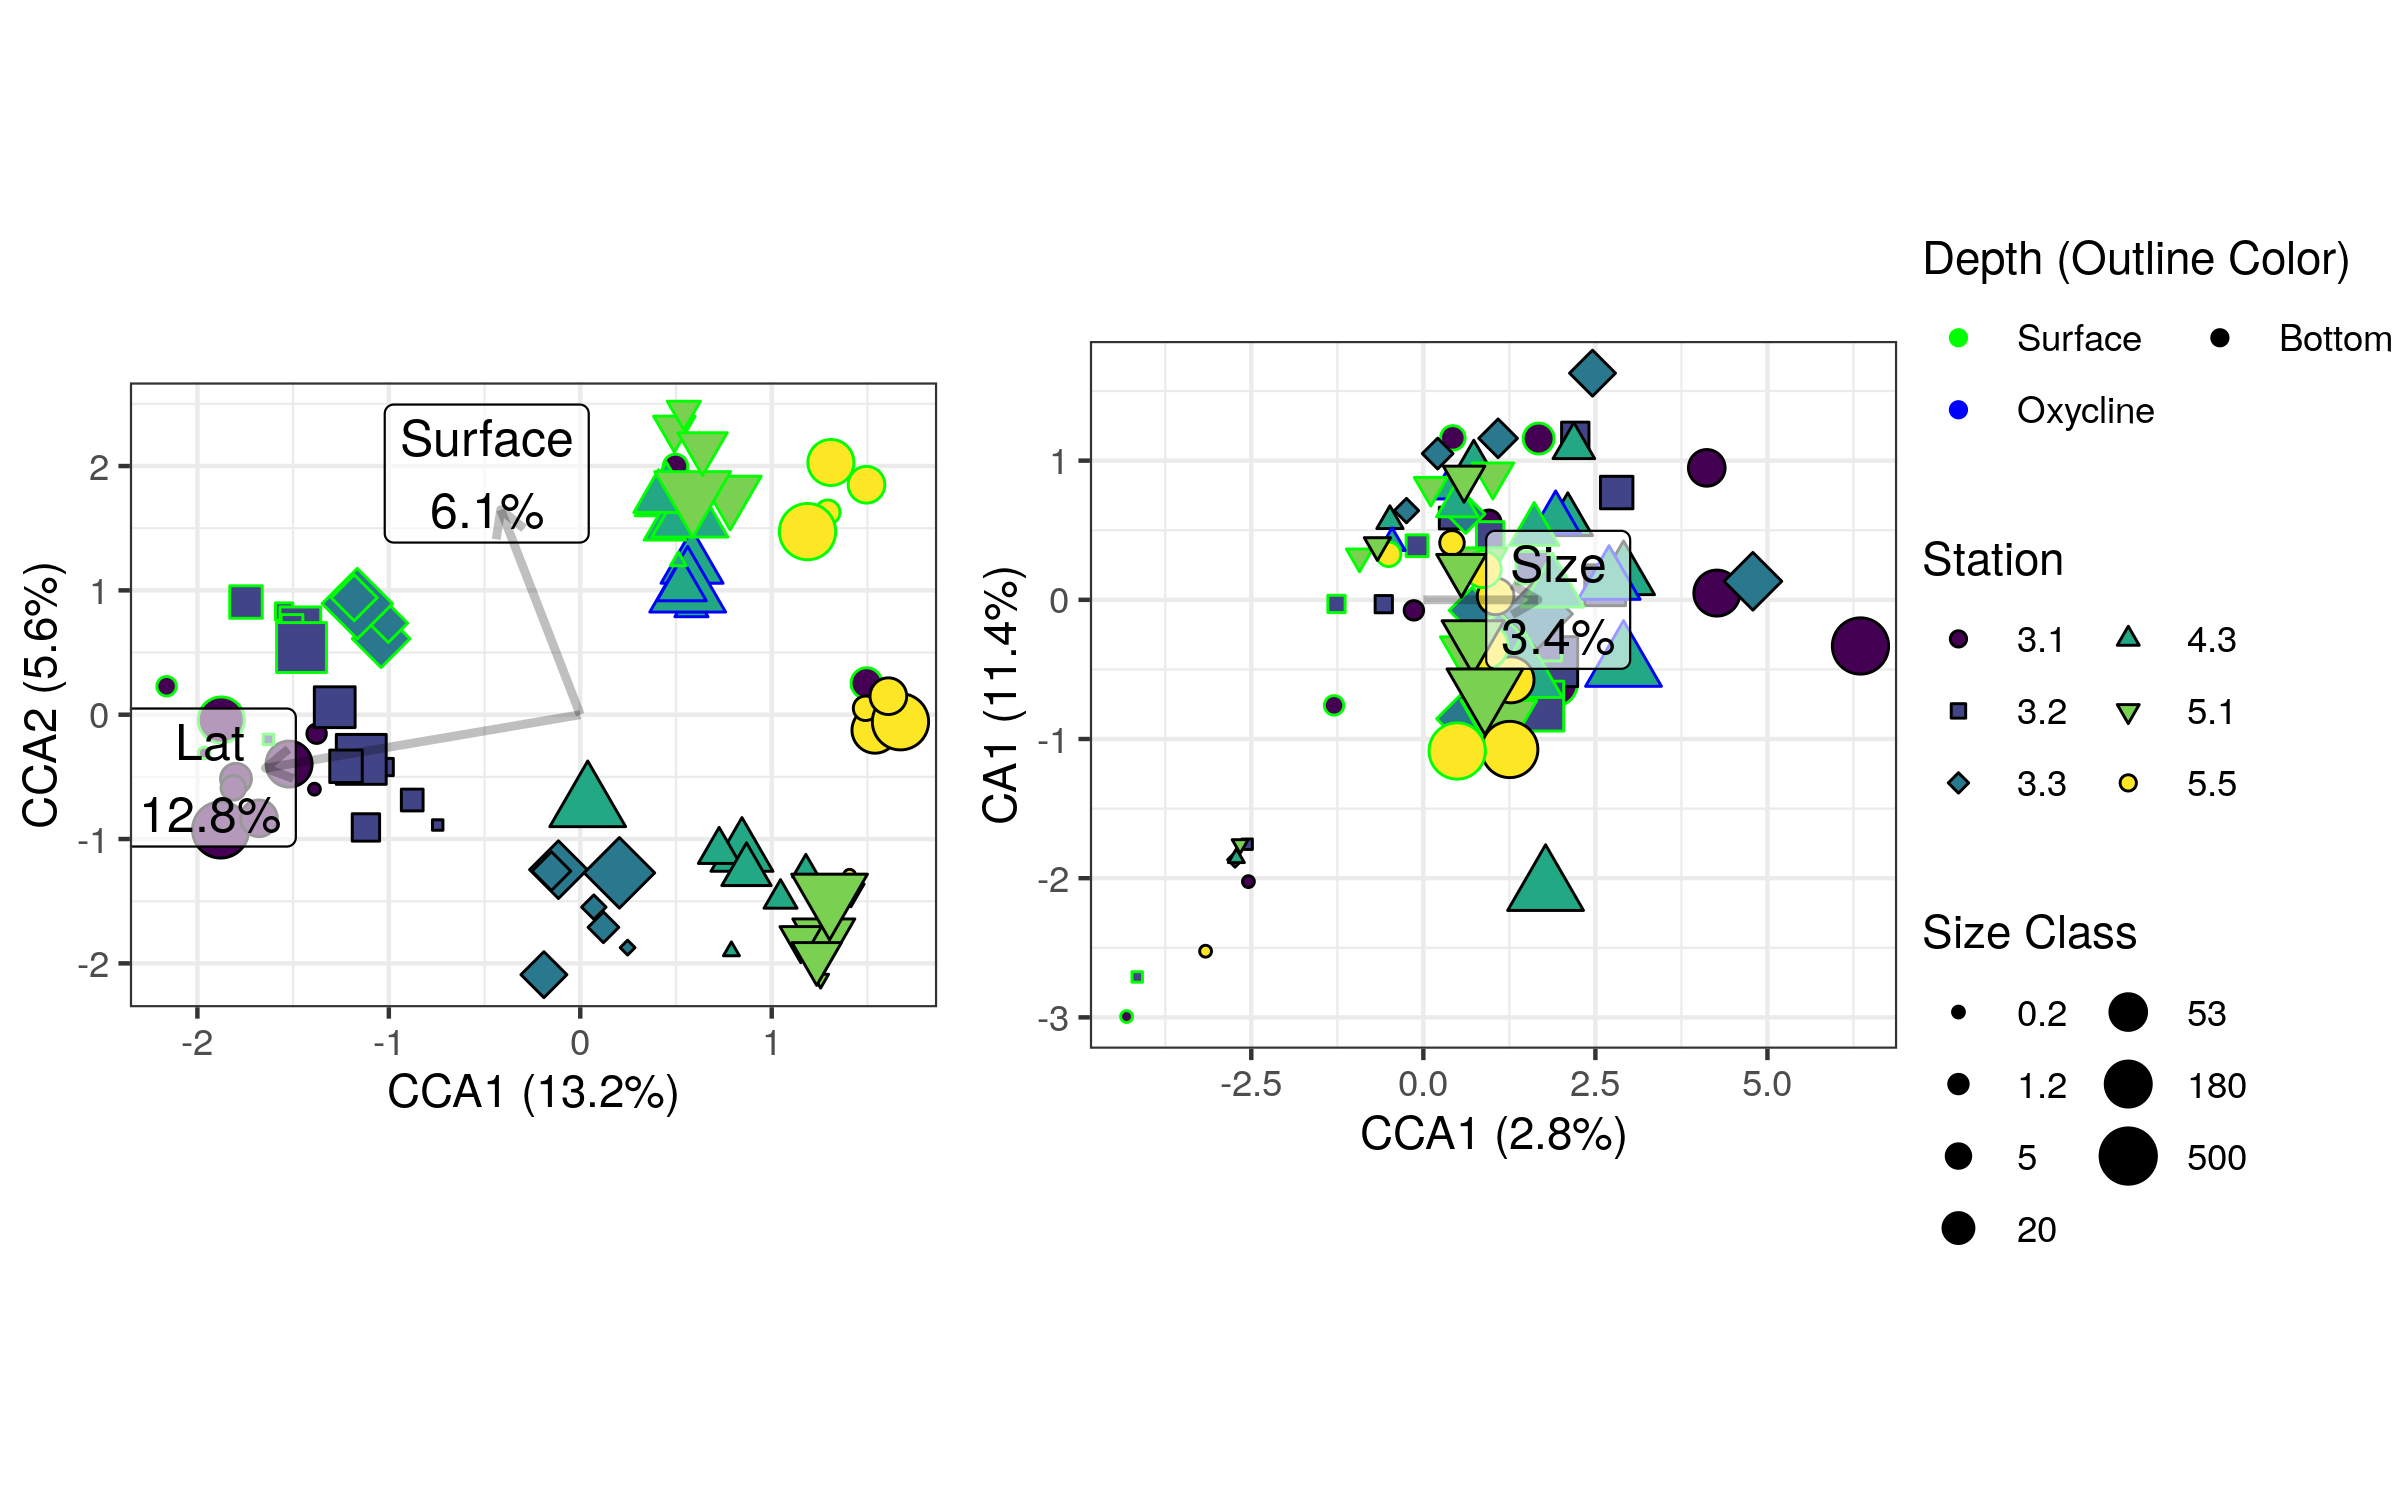 Surface
6.1%
Lat
12.8%
2
1
0
-1
-2
-2
-1
0
1
CCA1 (13.2%)
CCA2 (5.6%)
Size
3.4%
1
0
-1
-2
-3
-2.5
0.0
2.5
5.0
CCA1 (2.8%)
CA1 (11.4%)
Depth (Outline Color)
Surface
Bottom
Oxycline
Station
3.1
4.3
3.2
5.1
3.3
5.5
Size Class
0.2
53
1.2
180
5
500
20